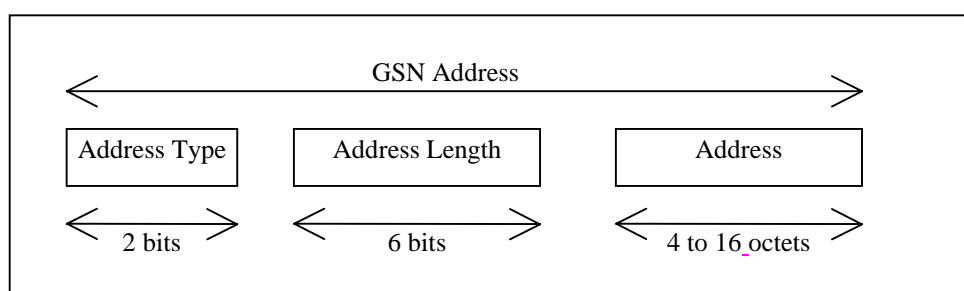 GSN Address
Address Type Address Length Address
2 bits 6 bits 4 to 16 octets